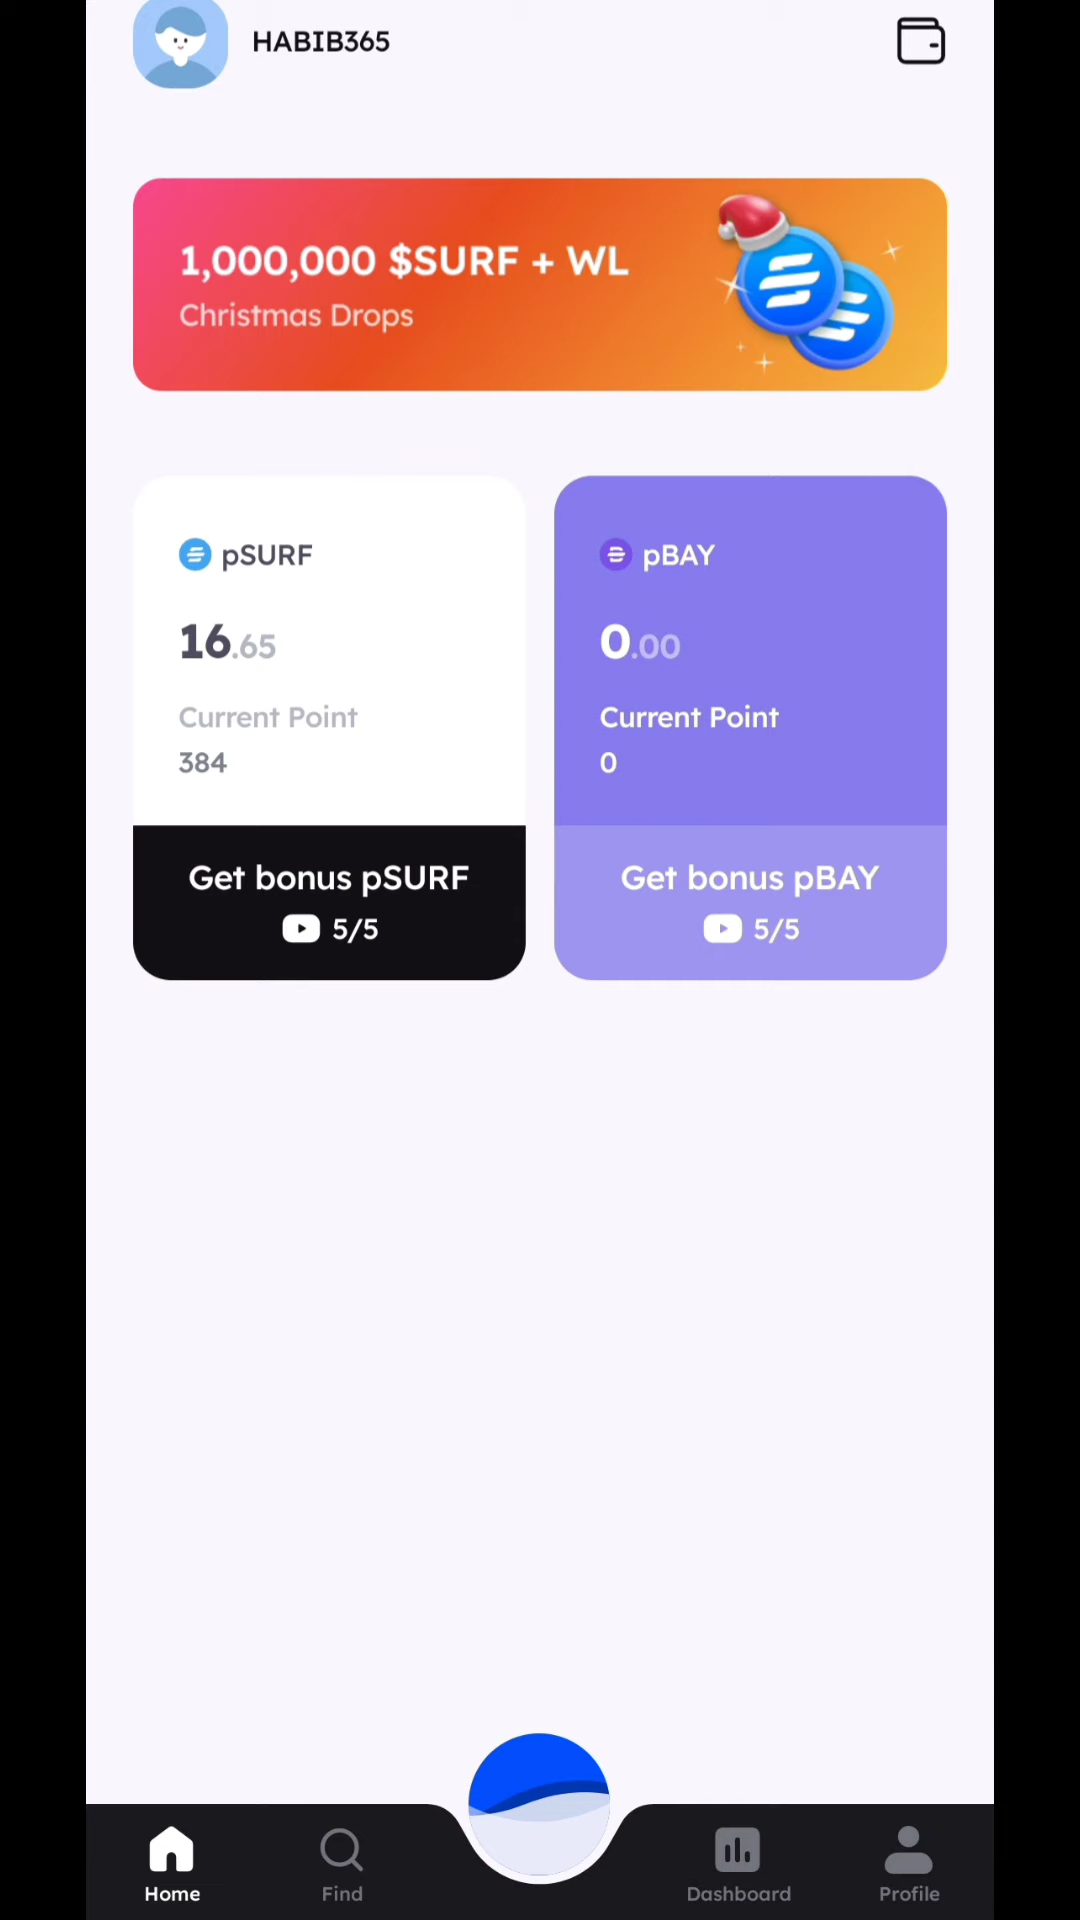 HABIB365
1,000,000 $SURF + WL
Christmas Drops
pSURF
16.65
Current Point
384
Get bonus pSURF
5/5
pBAY
0.00
Current Point
0
Get bonus pBAY
5/5
Home
Find
Dashboard
Profile